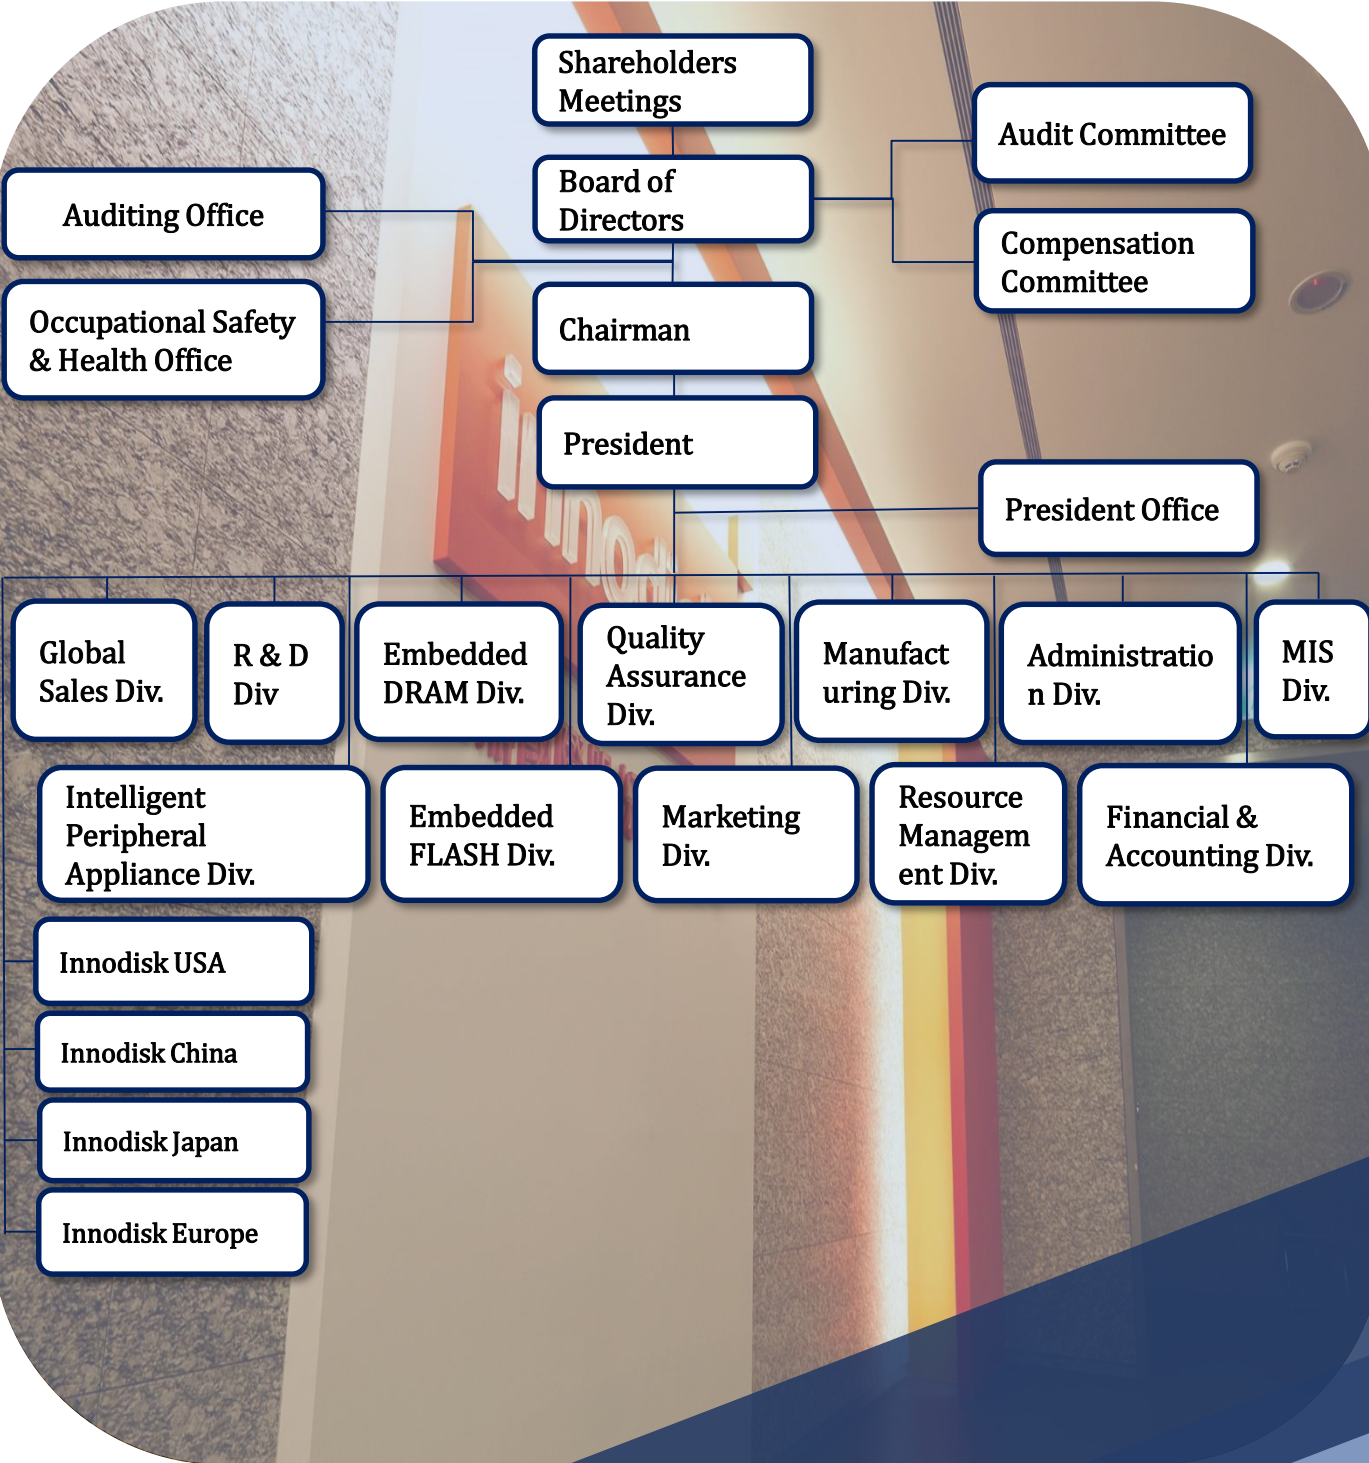 Shareholders
Meetings
Audit Committee
Board of
Directors
Auditing Office
Compensation
Committee
Occupational Safety
& Health Office
Chairman
President
President Office
Global
Sales Div.
R & D
Div
Embedded
DRAM Div.
Quality
Assurance
Div.
Manufact
uring Div.
Administratio
n Div.
MIS
Div.
Intelligent
Peripheral
Appliance Div.
Embedded
FLASH Div.
Marketing
Div.
Resource
Managem
ent Div.
Financial &
Accounting Div.
Innodisk USA
Innodisk China
Innodisk Japan
Innodisk Europe